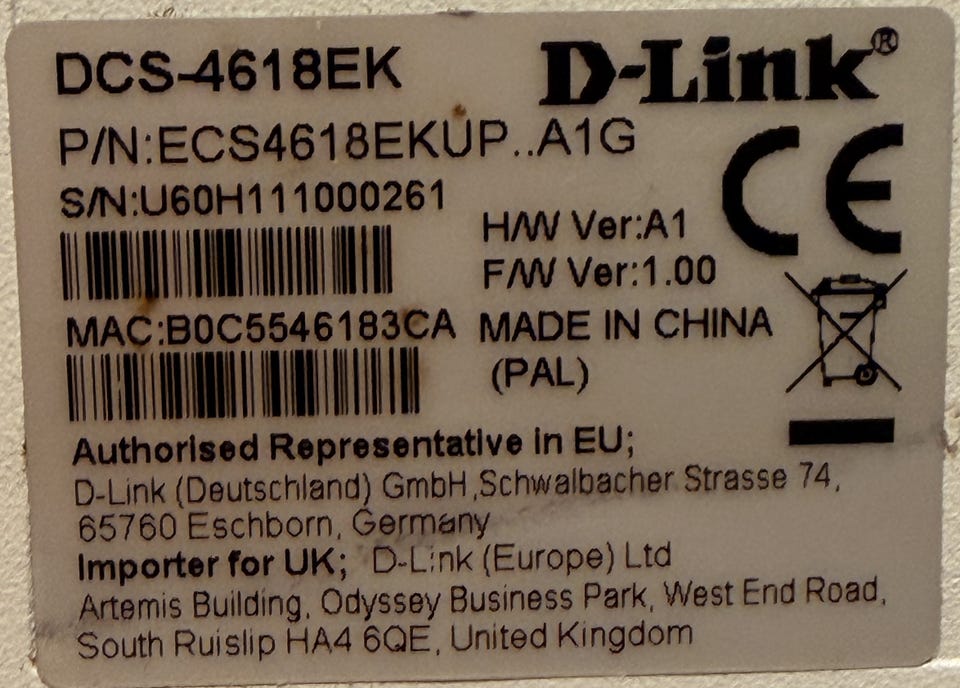 DCS-4618EK
D-Link®
P/N:ECS4618EKUP..A1G
S/N:U60H111000261
H/W Ver:A1
F/W Ver:1.00
CE
MAC:B0C5546183CA
MADE IN CHINA
(PAL)
Authorised Representative in EU;
D-Link (Deutschland) GmbH,Schwalbacher Strasse 74,
65760 Eschborn, Germany
Importer for UK; D-Link (Europe) Ltd
Artemis Building, Odyssey Business Park, West End Road,
South Ruislip HA4 6QE, United Kingdom